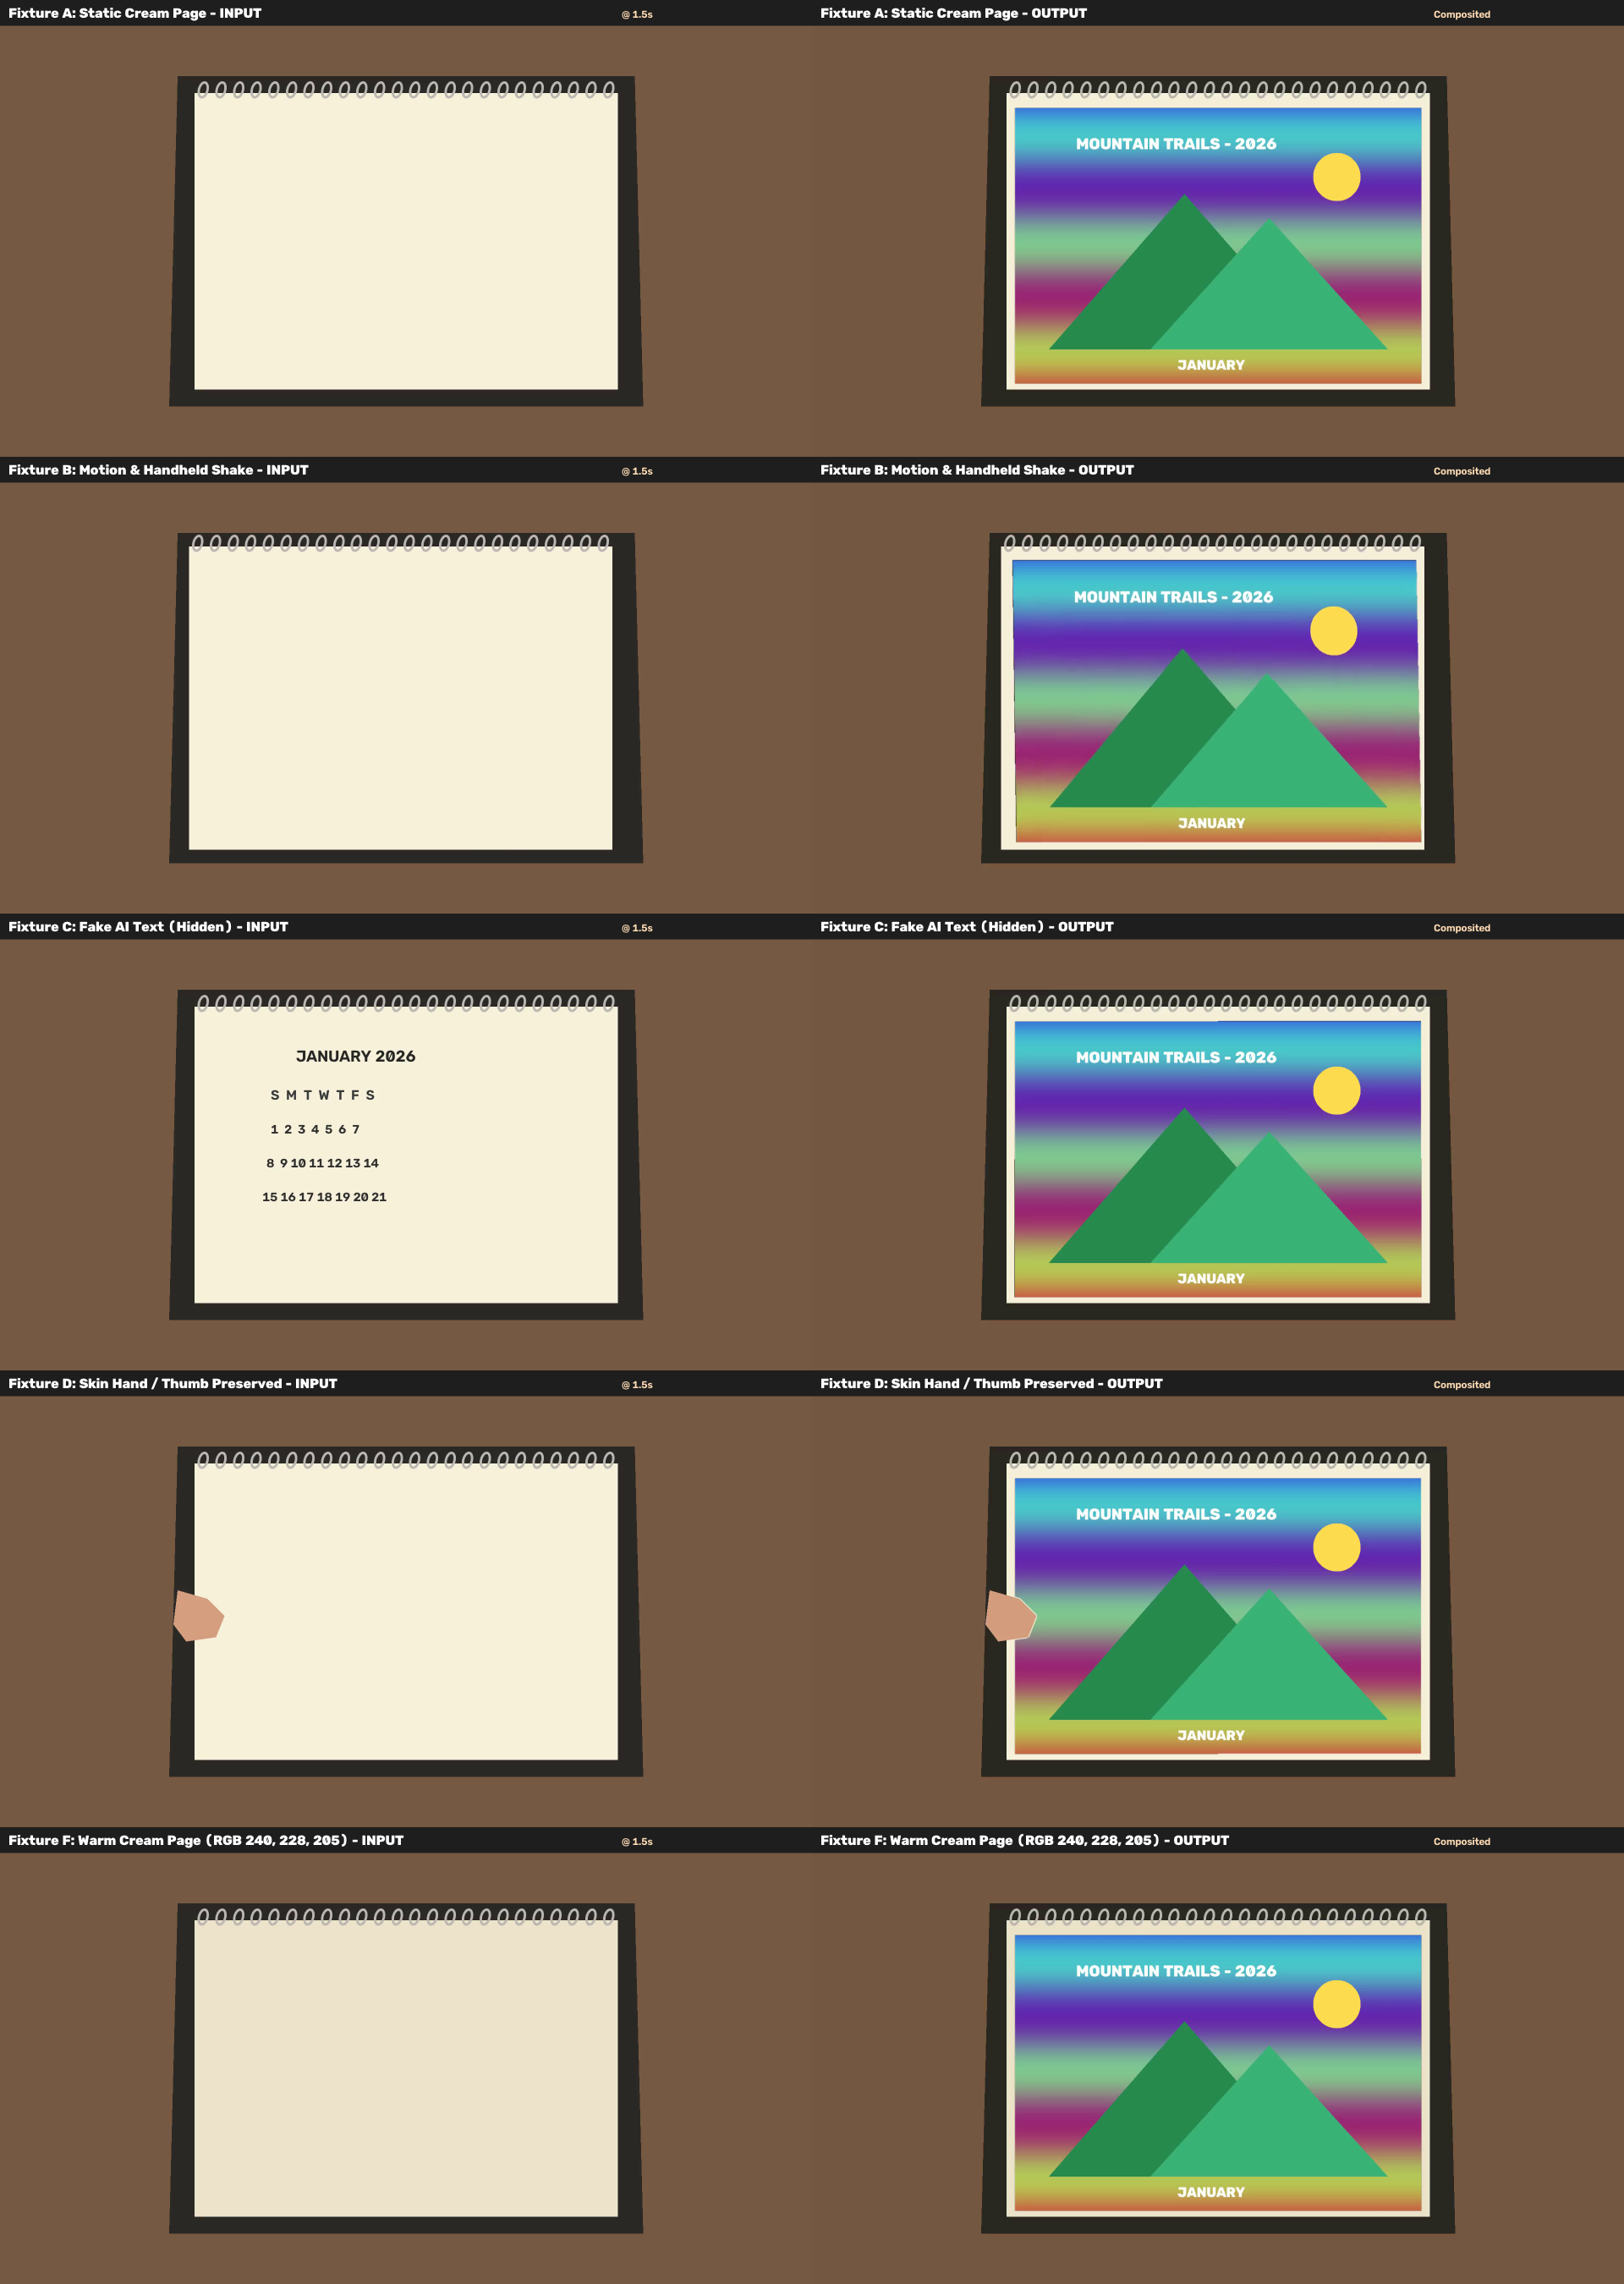 Fixture A: Static Cream Page - INPUT @ 1.5s
Fixture A: Static Cream Page - OUTPUT Composited
MOUNTAIN TRAILS - 2026
JANUARY
Fixture B: Motion & Handheld Shake - INPUT @ 1.5s
Fixture B: Motion & Handheld Shake - OUTPUT Composited
MOUNTAIN TRAILS - 2026
JANUARY
Fixture C: Fake AI Text (Hidden) - INPUT @ 1.5s
Fixture C: Fake AI Text (Hidden) - OUTPUT Composited
JANUARY 2026
S M T W T F S
1 2 3 4 5 6 7
8 9 10 11 12 13 14
15 16 17 18 19 20 21
MOUNTAIN TRAILS - 2026
JANUARY
Fixture D: Skin Hand / Thumb Preserved - INPUT @ 1.5s
Fixture D: Skin Hand / Thumb Preserved - OUTPUT Composited
MOUNTAIN TRAILS - 2026
JANUARY
Fixture F: Warm Cream Page (RGB 240, 228, 205) - INPUT @ 1.5s
Fixture F: Warm Cream Page (RGB 240, 228, 205) - OUTPUT Composited
MOUNTAIN TRAILS - 2026
JANUARY